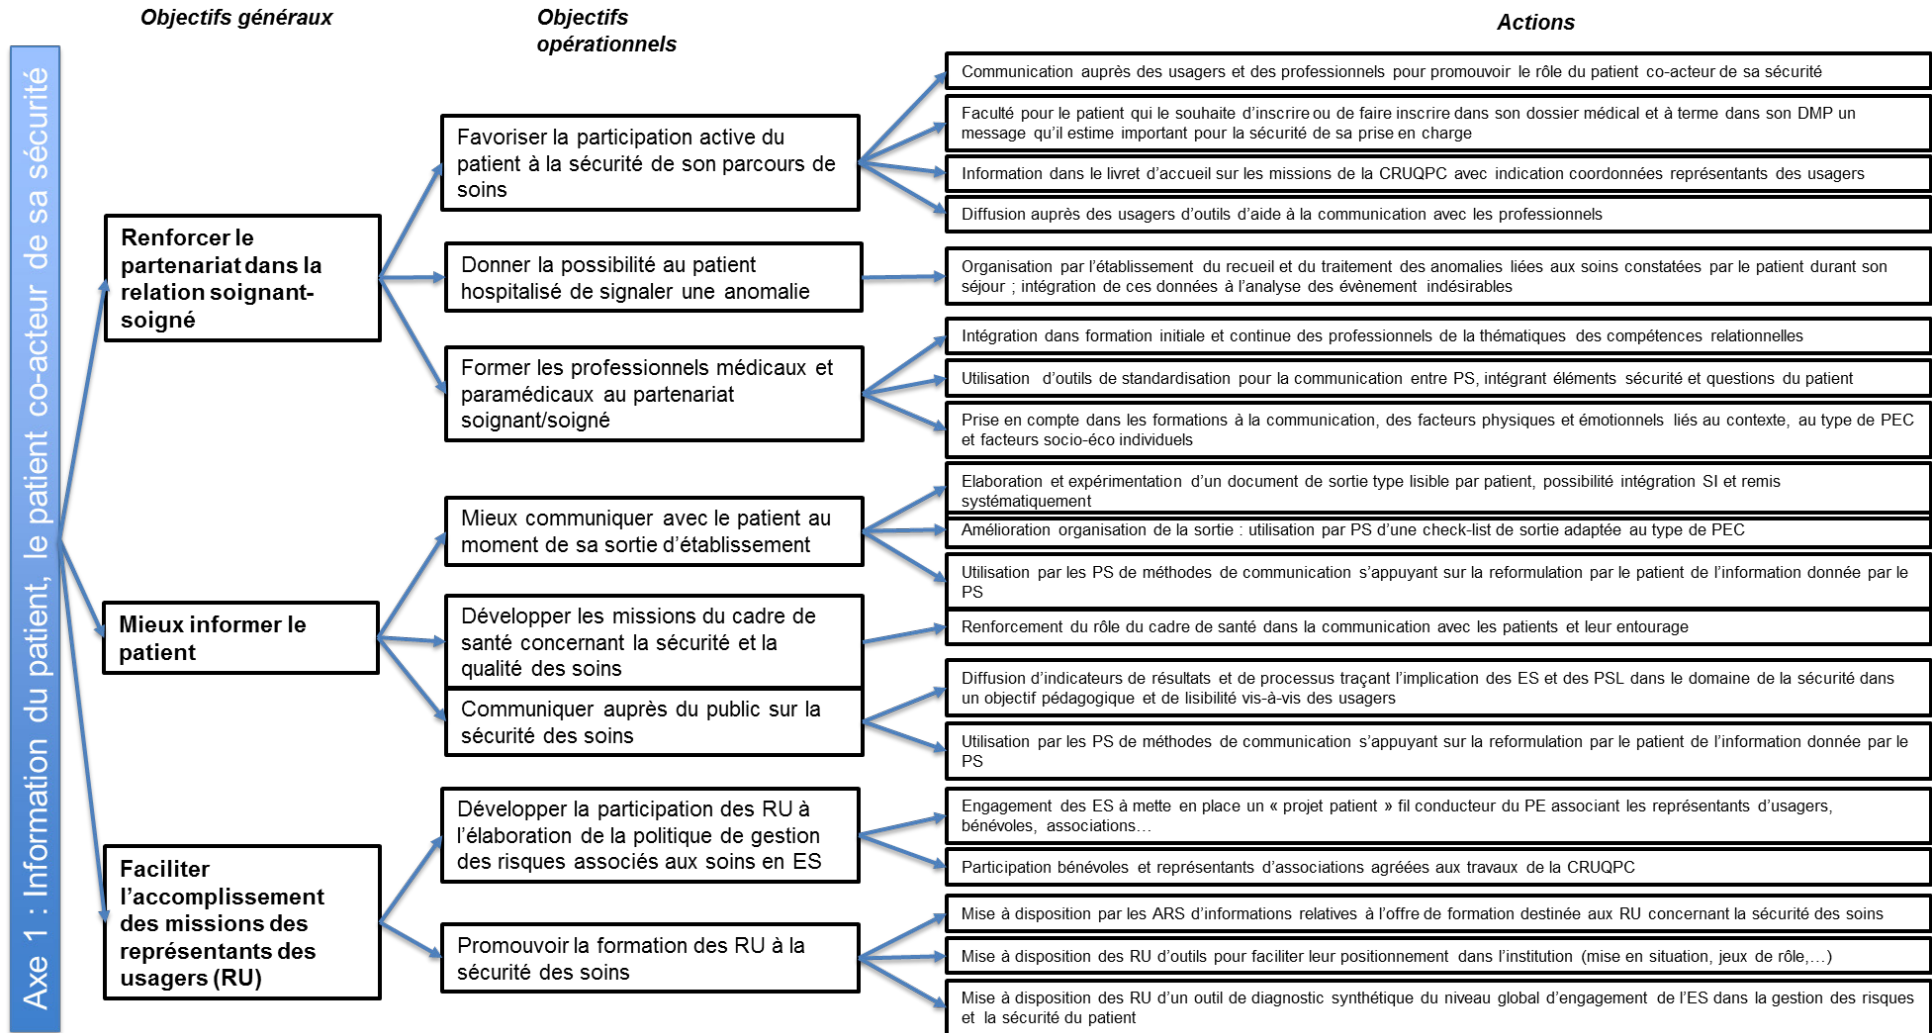 Objectifs généraux
Objectifs
opérationnels
Actions
Axe 1 : Information du patient, le patient co-acteur de sa sécurité
Renforcer le
partenariat dans la
relation soignant-
soigné
Favoriser la participation active du
patient à la sécurité de son parcours de
soins
Communication auprès des usagers et des professionnels pour promouvoir le rôle du patient co-acteur de sa sécurité
Faculté pour le patient qui le souhaite d’inscrire ou de faire inscrire dans son dossier médical et à terme dans son DMP un
message qu’il estime important pour la sécurité de sa prise en charge
Information dans le livret d’accueil sur les missions de la CRUQPC avec indication coordonnées représentants des usagers
Diffusion auprès des usagers d’outils d’aide à la communication avec les professionnels
Donner la possibilité au patient
hospitalisé de signaler une anomalie
Organisation par l’établissement du recueil et du traitement des anomalies liées aux soins constatées par le patient durant son
séjour ; intégration de ces données à l’analyse des évènement indésirables
Former les professionnels médicaux et
paramédicaux au partenariat
soignant/soigné
Intégration dans formation initiale et continue des professionnels de la thématiques des compétences relationnelles
Utilisation d’outils de standardisation pour la communication entre PS, intégrant éléments sécurité et questions du patient
Prise en compte dans les formations à la communication, des facteurs physiques et émotionnels liés au contexte, au type de PEC
et facteurs socio-éco individuels
Mieux informer le
patient
Mieux communiquer avec le patient au
moment de sa sortie d’établissement
Elaboration et expérimentation d’un document de sortie type lisible par patient, possibilité intégration SI et remis
systématiquement
Amélioration organisation de la sortie : utilisation par PS d’une check-list de sortie adaptée au type de PEC
Utilisation par les PS de méthodes de communication s’appuyant sur la reformulation par le patient de l’information donnée par le
PS
Développer les missions du cadre de
santé concernant la sécurité et la
qualité des soins
Renforcement du rôle du cadre de santé dans la communication avec les patients et leur entourage
Communiquer auprès du public sur la
sécurité des soins
Diffusion d’indicateurs de résultats et de processus traçant l’implication des ES et des PSL dans le domaine de la sécurité dans
un objectif pédagogique et de lisibilité vis-à-vis des usagers
Utilisation par les PS de méthodes de communication s’appuyant sur la reformulation par le patient de l’information donnée par le
PS
Faciliter
l’accomplissement
des missions des
représentants des
usagers (RU)
Développer la participation des RU à
l’élaboration de la politique de gestion
des risques associés aux soins en ES
Engagement des ES à mette en place un « projet patient » fil conducteur du PE associant les représentants d’usagers,
bénévoles, associations…
Participation bénévoles et représentants d’associations agréées aux travaux de la CRUQPC
Promouvoir la formation des RU à la
sécurité des soins
Mise à disposition par les ARS d’informations relatives à l’offre de formation destinée aux RU concernant la sécurité des soins
Mise à disposition des RU d’outils pour faciliter leur positionnement dans l’institution (mise en situation, jeux de rôle,…)
Mise à disposition des RU d’un outil de diagnostic synthétique du niveau global d’engagement de l’ES dans la gestion des risques
et la sécurité du patient